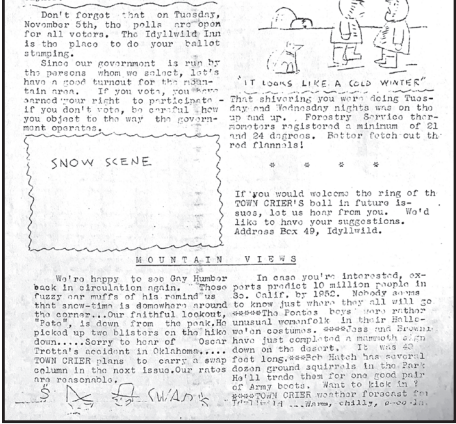 Don't forget that on Tuesday,
November 5th, the polls are open
for all voters. The Idyllwild Inn
is the place to do your ballot
stamping.
Since our government is run by
the persons whom we select, let's
have a good turnout for the moun-
tain area. If you vote, you have
earned your right to participate -
if you don't vote, be careful how
you object to the way the govern-
ment operates.
SNOW SCENE
"IT LOOKS LIKE A COLD WINTER"
That shivering you were doing Tues-
day and Wednesday nights was on the
up and up. Forestry Service ther-
mometers registered a minimum of 21
and 24 degrees. Better fetch out the
red flannels!
* * * *
If you would welcome the ring of th
TOWN CRIER'S bell in future is-
sues, let us hear from you. We'd
like to have your suggestions.
Address Box 49, Idyllwild.
MOUNTAIN VIEWS
We're happy to see Gay Humber
back in circulation again. Those
fuzzy ear muffs of his remind us
that snow-time is somewhere around
the corner...Our faithful lookout,
"Pate", is down from the peak. He
picked up two blisters on the hike
down.....Sorry to hear of Oscar
Trott's accident in Oklahoma.....
TOWN CRIER plans to carry a swap
column in the next issue. Our rates
are reasonable.
SWAP
In case you're interested, ex-
perts predict 10 million people in
So. Calif. by 1952. Nobody seems
to know just where they all will go
****The Poates boys were rather
unusual womenfolk in their Hallo-
we'en costumes. ****Jess and Browni
have just completed a mammoth sign
down on the desert. It was 40
feet long.****Bob Hatch has several
dozen ground squirrels in the Park
He'll trade them for one good pair
of Army boots. Want to kick in ?
****TOWN CRIER weather forecast for
Idyllwild ...Warm, chilly,